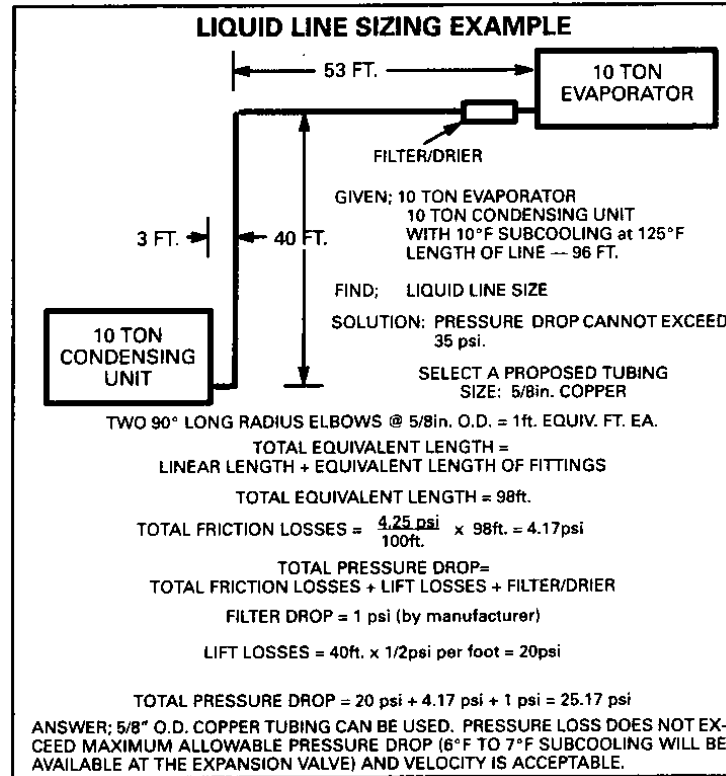 LIQUID LINE SIZING EXAMPLE
53 FT.
10 TON
EVAPORATOR
FILTER/DRIER
GIVEN; 10 TON EVAPORATOR
10 TON CONDENSING UNIT
WITH 10°F SUBCOOLING at 125°F
LENGTH OF LINE — 96 FT.
3 FT.
40 FT.
FIND; LIQUID LINE SIZE
10 TON
CONDENSING
UNIT
SOLUTION: PRESSURE DROP CANNOT EXCEED
35 psi.
SELECT A PROPOSED TUBING
SIZE: 5/8in. COPPER
TWO 90° LONG RADIUS ELBOWS @ 5/8in. O.D. = 1ft. EQUIV. FT. EA.
TOTAL EQUIVALENT LENGTH =
LINEAR LENGTH + EQUIVALENT LENGTH OF FITTINGS
TOTAL EQUIVALENT LENGTH = 98ft.
TOTAL FRICTION LOSSES = 4.25 psi / 100ft. x 98ft. = 4.17psi
TOTAL PRESSURE DROP=
TOTAL FRICTION LOSSES + LIFT LOSSES + FILTER/DRIER
FILTER DROP = 1 psi (by manufacturer)
LIFT LOSSES = 40ft. x 1/2psi per foot = 20psi
TOTAL PRESSURE DROP = 20 psi + 4.17 psi + 1 psi = 25.17 psi
ANSWER; 5/8" O.D. COPPER TUBING CAN BE USED. PRESSURE LOSS DOES NOT EX-
CEED MAXIMUM ALLOWABLE PRESSURE DROP (6°F TO 7°F SUBCOOLING WILL BE
AVAILABLE AT THE EXPANSION VALVE) AND VELOCITY IS ACCEPTABLE.